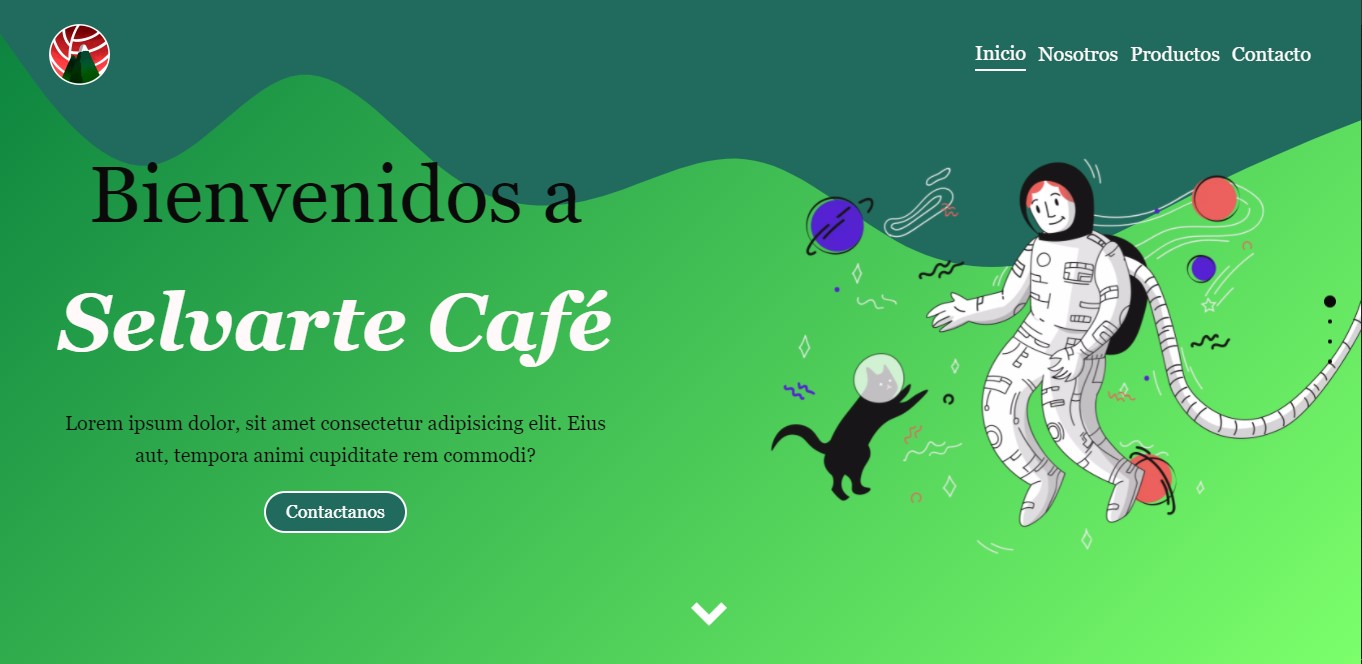 Inicio Nosotros Productos Contacto
Bienvenidos a
Selvarte Café
Lorem ipsum dolor, sit amet consectetur adipisicing elit. Eius
aut, tempora animi cupiditate rem commodi?
Contactanos